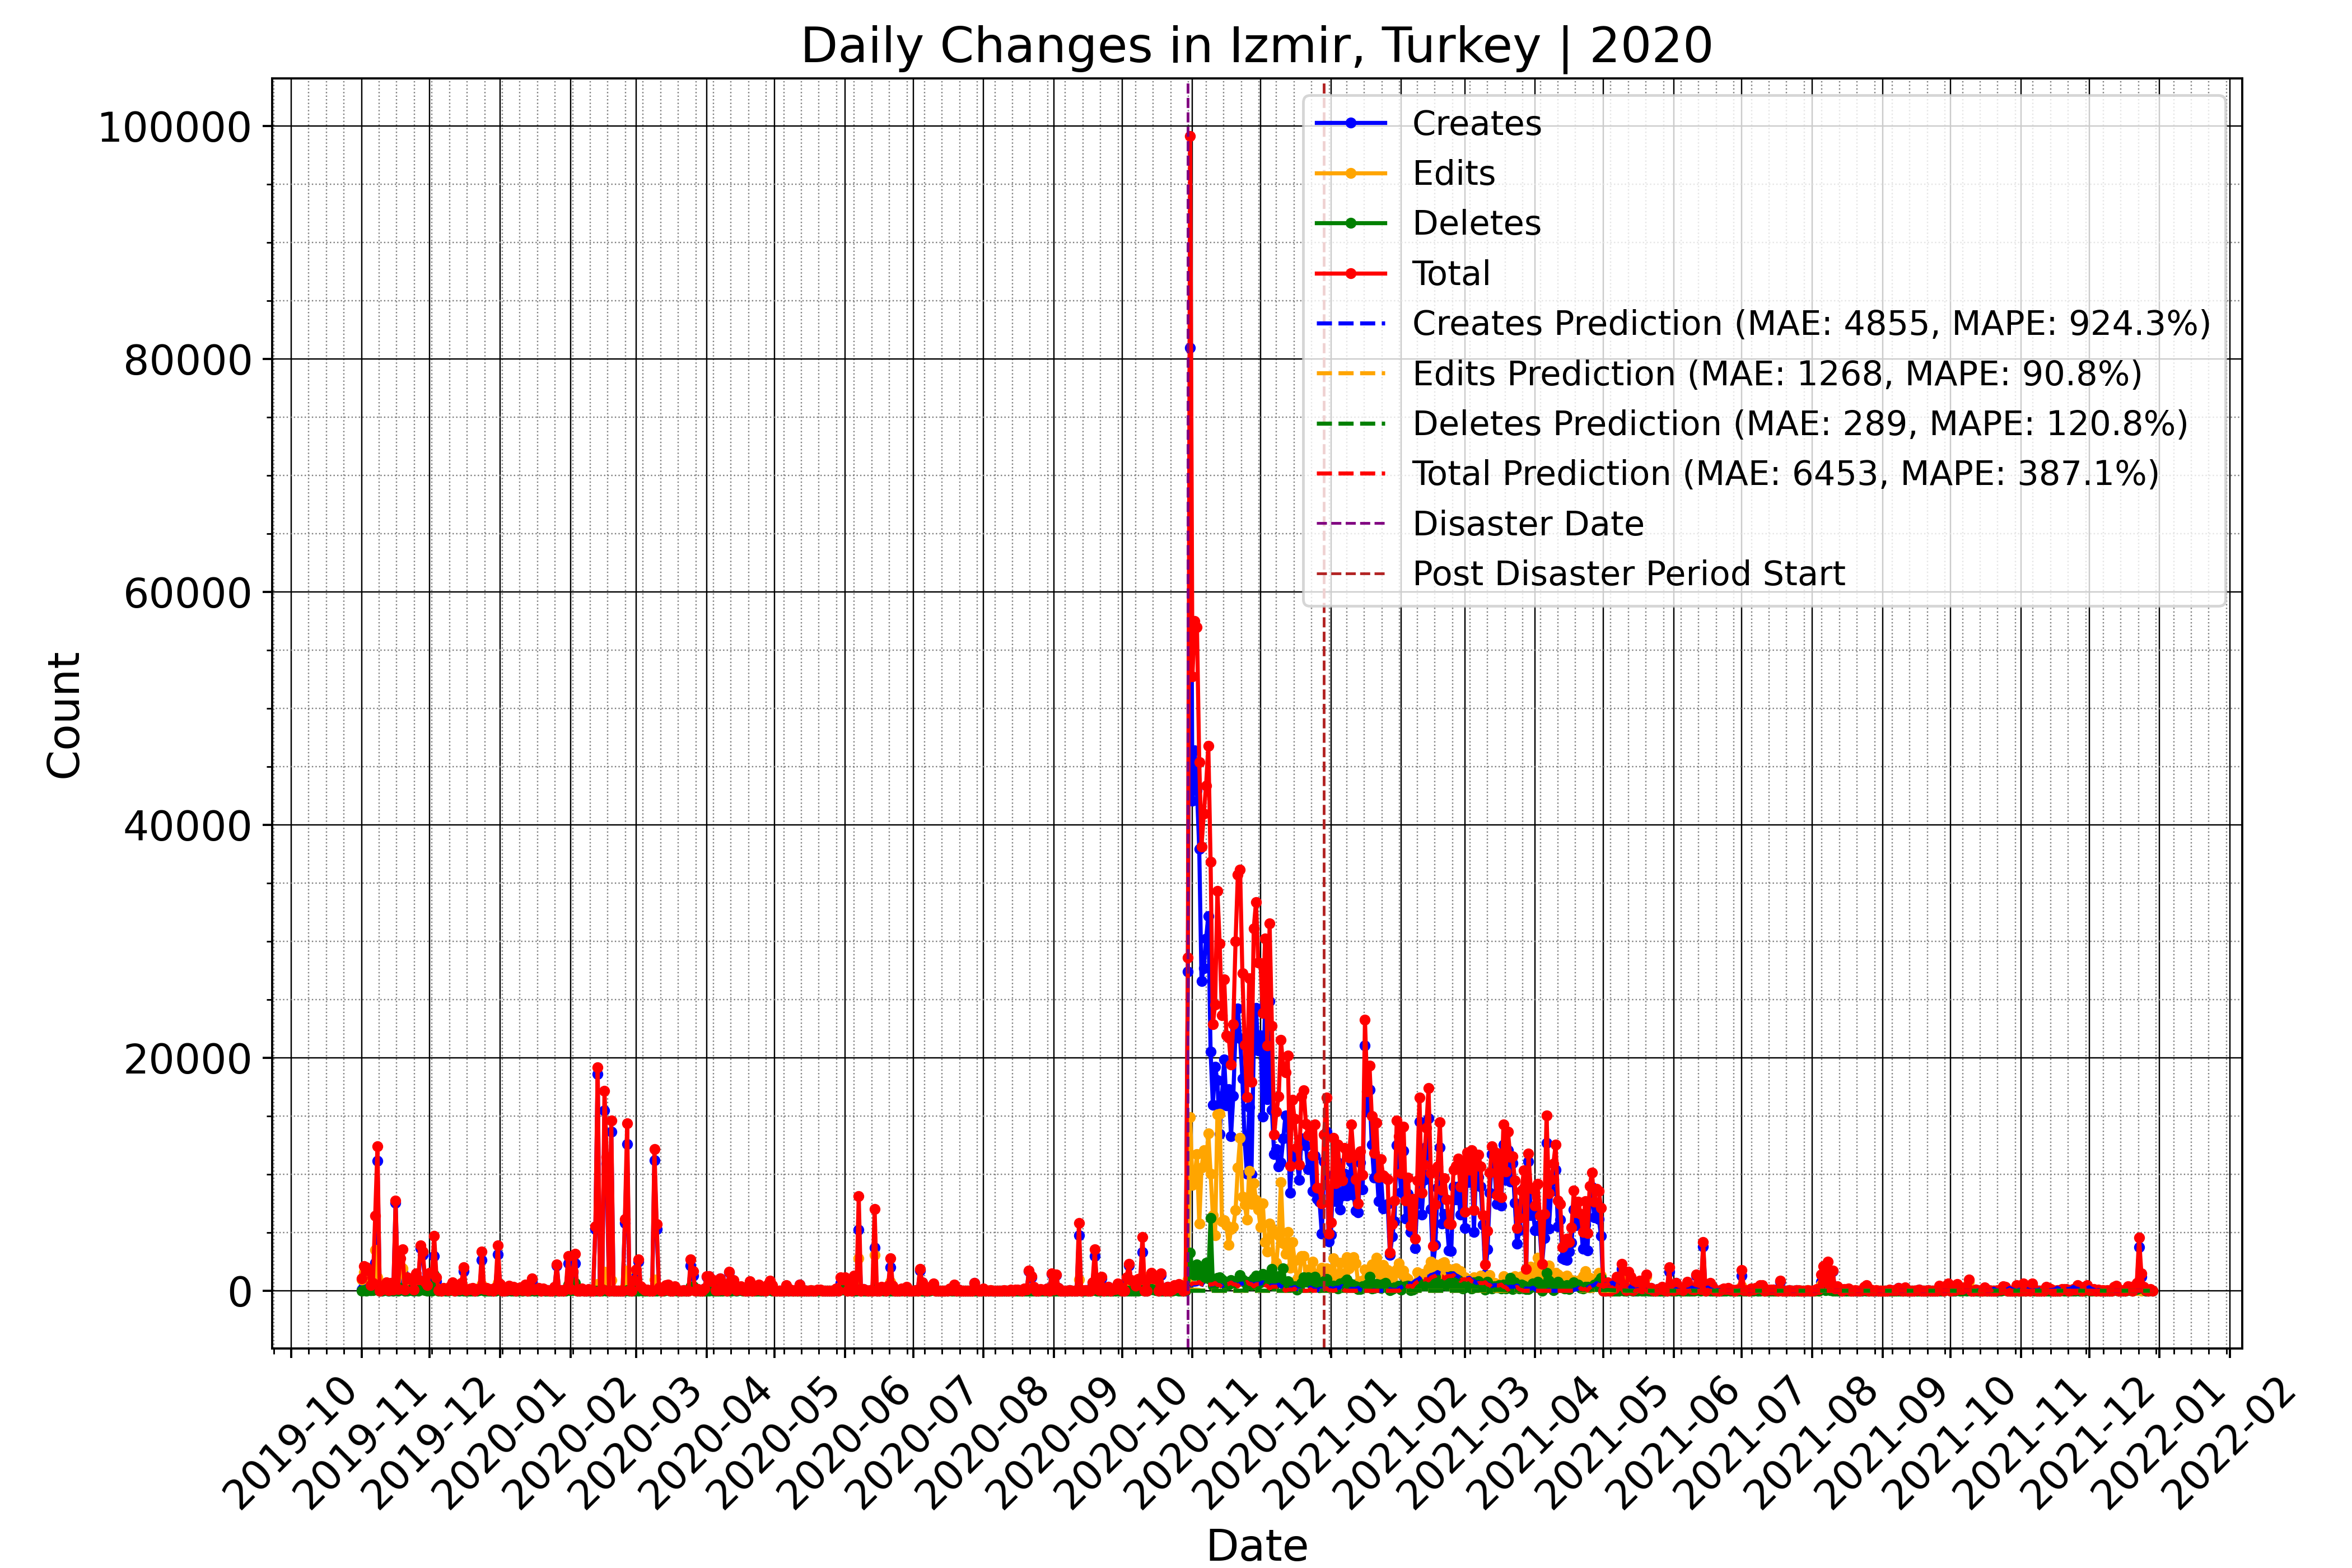 Daily Changes in Izmir, Turkey | 2020
100000
80000
60000
40000
20000
0
Count
Creates
Edits
Deletes
Total
Creates Prediction (MAE: 4855, MAPE: 924.3%)
Edits Prediction (MAE: 1268, MAPE: 90.8%)
Deletes Prediction (MAE: 289, MAPE: 120.8%)
Total Prediction (MAE: 6453, MAPE: 387.1%)
Disaster Date
Post Disaster Period Start
2019-10
2019-11
2019-12
2020-01
2020-02
2020-03
2020-04
2020-05
2020-06
2020-07
2020-08
2020-09
2020-10
2020-11
2020-12
2021-01
2021-02
2021-03
2021-04
2021-05
2021-06
2021-07
2021-08
2021-09
2021-10
2021-11
2021-12
2022-01
2022-02
Date